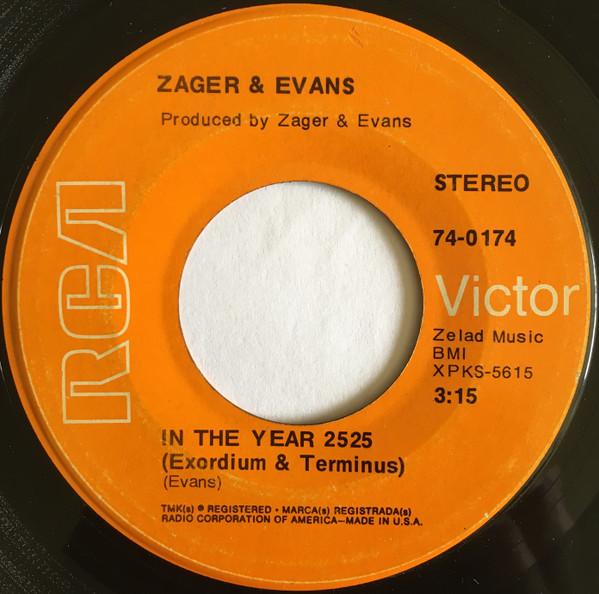 ZAGER & EVANS
Produced by Zager & Evans
RCA
STEREO
74-0174
Victor
Zelad Music
BMI
XPKS-5615
3:15
IN THE YEAR 2525
(Exordium & Terminus)
(Evans)
TMK(s) ® REGISTERED • MARCA(s) REGISTRADA(s)
RADIO CORPORATION OF AMERICA—MADE IN U.S.A.